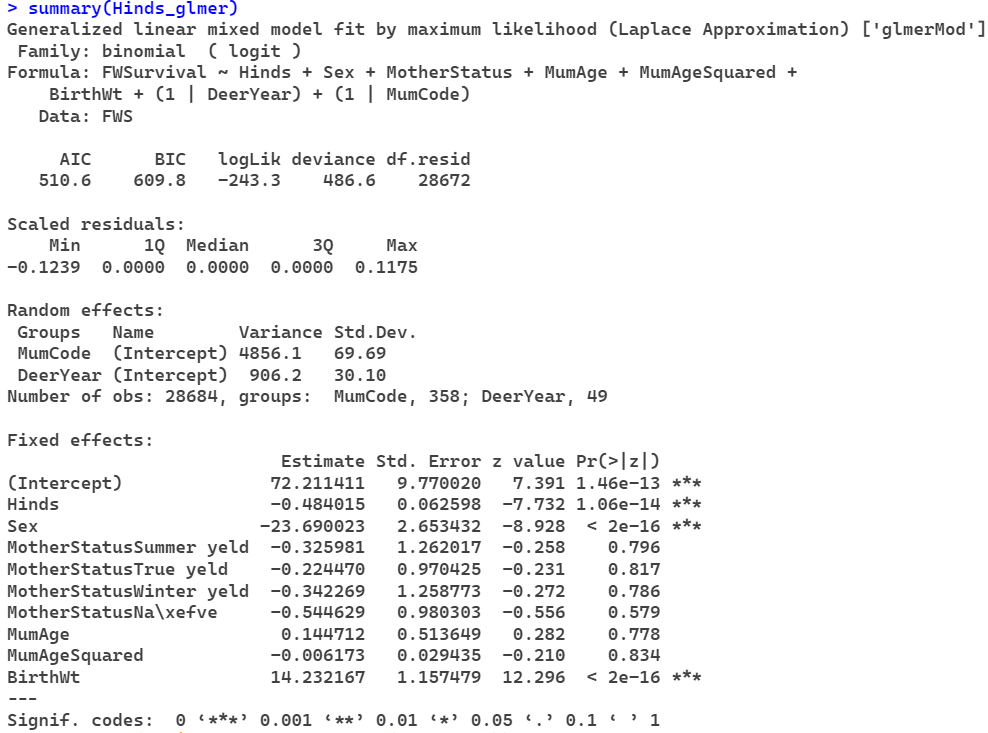 > summary(Hinds_glmer)
Generalized linear mixed model fit by maximum likelihood (Laplace Approximation) ['glmerMod']
 Family: binomial  ( logit )
Formula: FWSurvival ~ Hinds + Sex + MotherStatus + MumAge + MumAgeSquared +
    BirthWt + (1 | DeerYear) + (1 | MumCode)
   Data: FWS

     AIC      BIC   logLik deviance df.resid
   510.6    609.8   -243.3    486.6    28672

Scaled residuals:
    Min      1Q  Median      3Q     Max
-0.1239  0.0000  0.0000  0.0000  0.1175

Random effects:
 Groups   Name        Variance Std.Dev.
 MumCode  (Intercept) 4856.1   69.69
 DeerYear (Intercept)  906.2   30.10
Number of obs: 28684, groups:  MumCode, 358; DeerYear, 49

Fixed effects:
                          Estimate Std. Error z value Pr(>|z|)
(Intercept)              72.211411   9.770020   7.391 1.46e-13 ***
Hinds                    -0.484015   0.062598  -7.732 1.06e-14 ***
Sex                     -23.690023   2.653432  -8.928  < 2e-16 ***
MotherStatusSummer yeld  -0.325981   1.262017  -0.258    0.796
MotherStatusTrue yeld    -0.224470   0.970425  -0.231    0.817
MotherStatusWinter yeld  -0.342269   1.258773  -0.272    0.786
MotherStatusNa\xefve     -0.544629   0.980303  -0.556    0.579
MumAge                    0.144712   0.513649   0.282    0.778
MumAgeSquared            -0.006173   0.029435  -0.210    0.834
BirthWt                  14.232167   1.157479  12.296  < 2e-16 ***
---
Signif. codes:  0 ‘***’ 0.001 ‘**’ 0.01 ‘*’ 0.05 ‘.’ 0.1 ‘ ’ 1